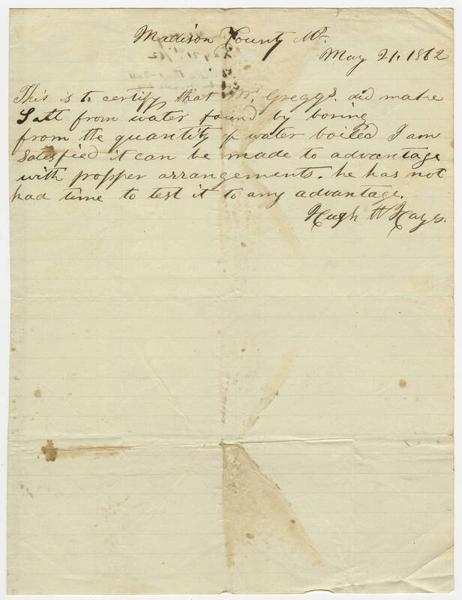 Madison County Ms.
May 21, 1862
This is to certify that Mr. Greggs. did make
Salt from water found by boring
from the quantity of water boiled I am
Satisfied it can be made to advantage
with propper arrangements. he has not
had time to test it to any advantage.
Hugh H Hays.